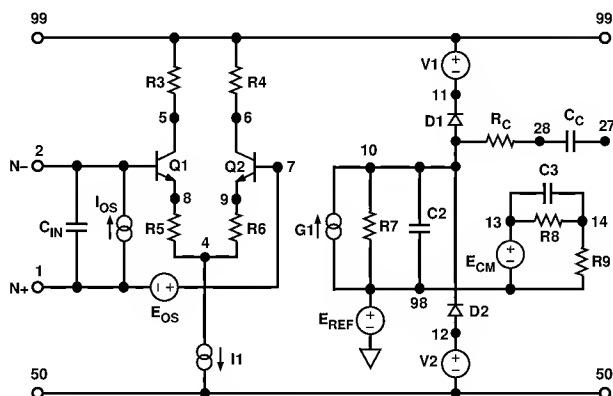 99 99
R3 R4 V1
+
−
11
5 6 D1 RC CC
28 27
2 10
N− Q1 Q2 7 C3
IOS 8 9 13 14
CIN R5 R6 G1 R7 C2 R8
4 ECM + − R9
1
N+ − + 98
EOS EREF + − D2
12
I1 V2 + −
50 50